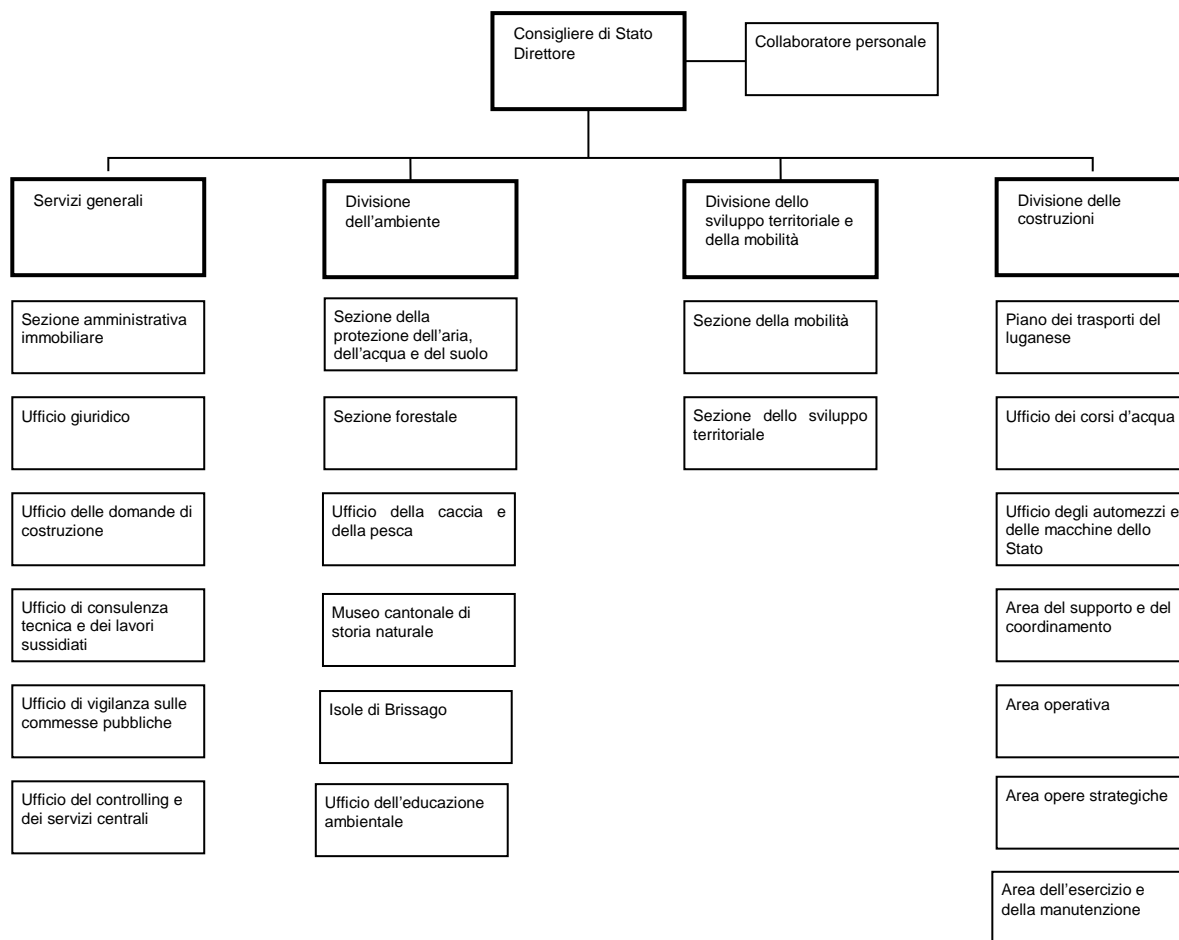 Consigliere di Stato
Direttore
Collaboratore personale
Servizi generali
Divisione
dell'ambiente
Divisione dello
sviluppo territoriale e
della mobilità
Divisione delle
costruzioni
Sezione amministrativa
immobiliare
Sezione della
protezione dell'aria,
dell'acqua e del suolo
Sezione della mobilità
Piano dei trasporti del
luganese
Ufficio giuridico
Sezione forestale
Sezione dello sviluppo
territoriale
Ufficio dei corsi d'acqua
Ufficio delle domande di
costruzione
Ufficio della caccia e
della pesca
Ufficio degli automezzi e
delle macchine dello
Stato
Ufficio di consulenza
tecnica e dei lavori
sussidiati
Museo cantonale di
storia naturale
Area del supporto e del
coordinamento
Ufficio di vigilanza sulle
commesse pubbliche
Isole di Brissago
Area operativa
Ufficio del controlling e
dei servizi centrali
Ufficio dell'educazione
ambientale
Area opere strategiche
Area dell'esercizio e
della manutenzione